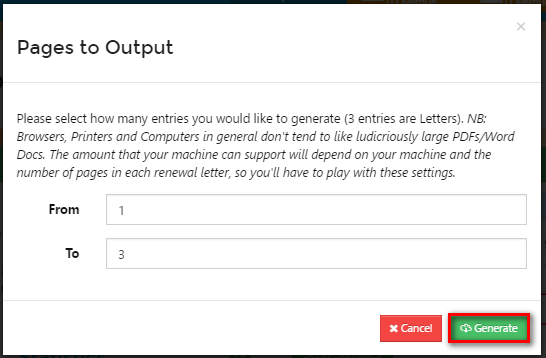 ×
Pages to Output
Please select how many entries you would like to generate (3 entries are Letters). NB:
Browsers, Printers and Computers in general don't tend to like ludicriously large PDFs/Word
Docs. The amount that your machine can support will depend on your machine and the
number of pages in each renewal letter, so you'll have to play with these settings.
From 1
To 3
✖ Cancel Generate